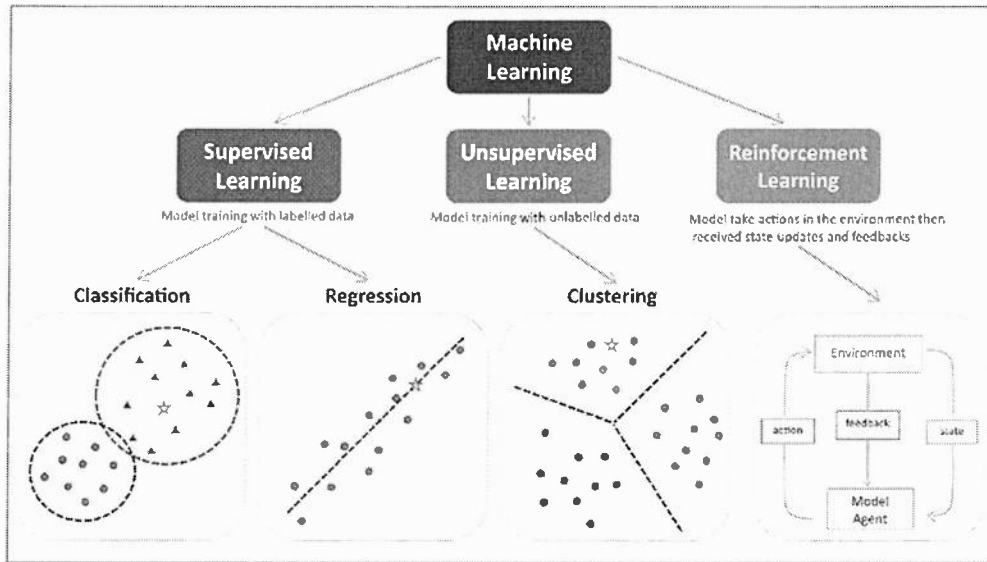 Machine
Learning
Supervised
Learning
Unsupervised
Learning
Reinforcement
Learning
Model training with labelled data
Model training with unlabelled data
Model take actions in the environment then
received state updates and feedbacks
Classification
Regression
Clustering
Environment
action
feedback
state
Model
Agent